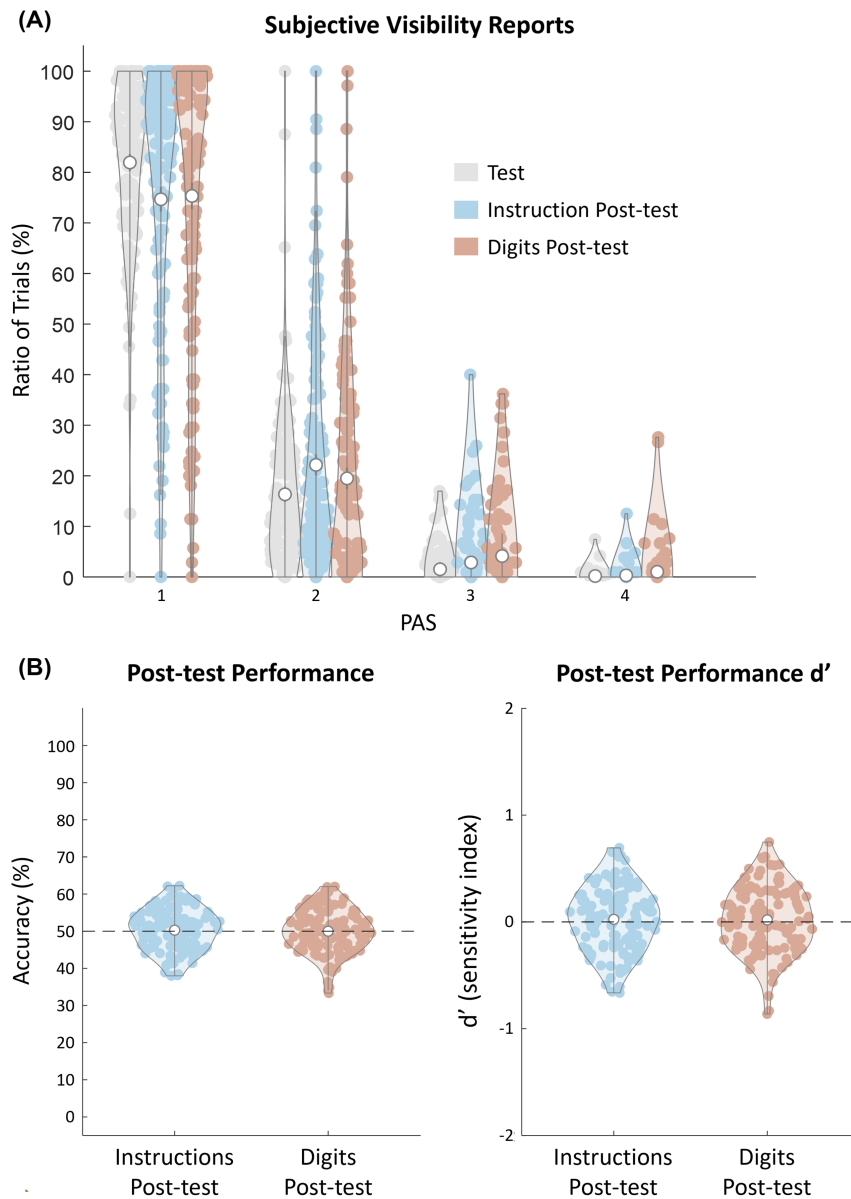 (A)
Subjective Visibility Reports
100
90
80
70
60
50
40
30
20
10
0
Ratio of Trials (%)
Test
Instruction Post-test
Digits Post-test
1
2
3
4
PAS
(B)
Post-test Performance
100
90
80
70
60
50
40
30
20
10
0
Accuracy (%)
Instructions
Post-test
Digits
Post-test
Post-test Performance d’
2
1
0
-1
-2
d’ (sensitivity index)
Instructions
Post-test
Digits
Post-test